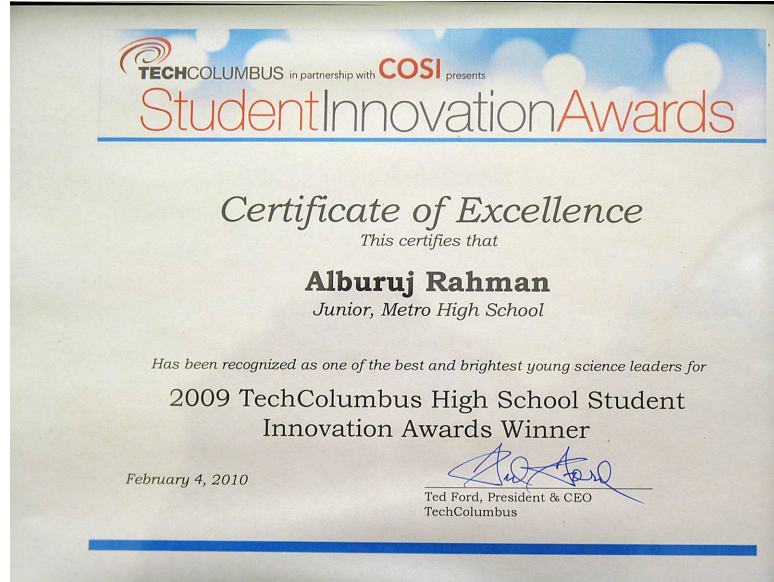 TECHCOLUMBUS in partnership with COSI presents
StudentInnovationAwards
Certificate of Excellence
This certifies that
Alburuj Rahman
Junior, Metro High School
Has been recognized as one of the best and brightest young science leaders for
2009 TechColumbus High School Student
Innovation Awards Winner
February 4, 2010
Ted Ford
Ted Ford, President & CEO
TechColumbus